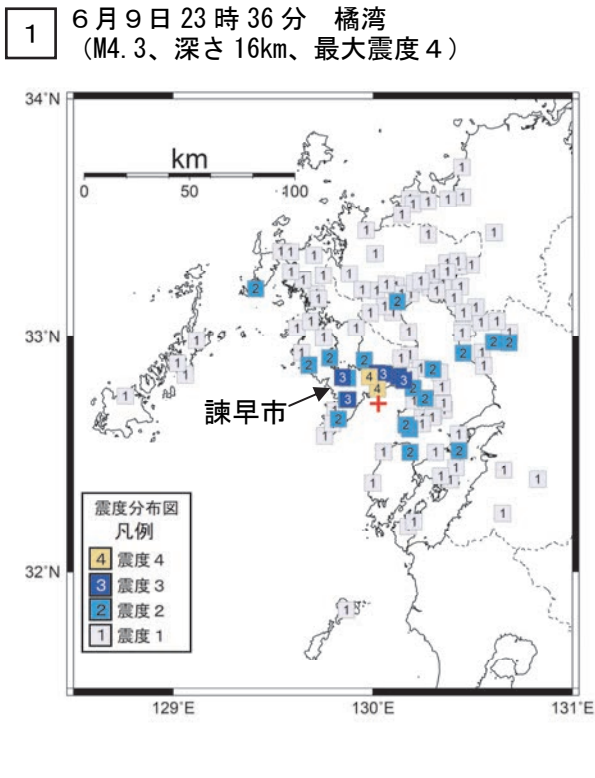 1
６月９日 23 時 36 分　橘湾
（M4.3、深さ 16km、最大震度４）
34˚N
km
0 50 100
33˚N
諫早市
震度分布図
凡例
4 震度４
3 震度３
2 震度２
1 震度１
32˚N
129˚E 130˚E 131˚E